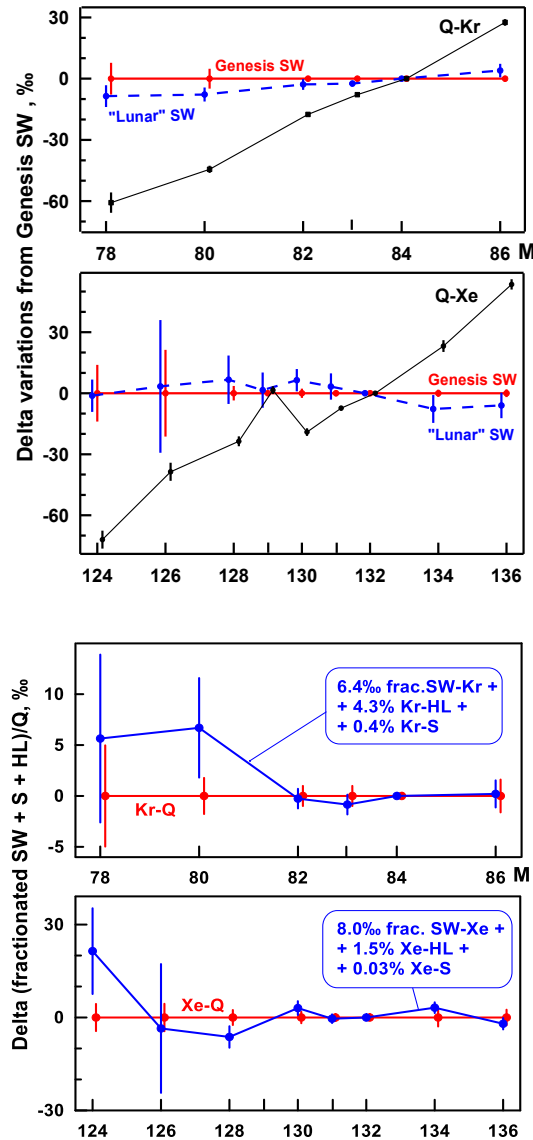 Delta variations from Genesis SW , ‰
30
0
-30
-60
Q-Kr
Genesis SW
"Lunar" SW
78
80
82
84
86
M
30
0
-30
-60
Q-Xe
Genesis SW
"Lunar" SW
124
126
128
130
132
134
136
Delta (fractionated SW + S + HL)/Q, ‰
10
5
0
-5
6.4‰ frac.SW-Kr +
+ 4.3% Kr-HL +
+ 0.4% Kr-S
Kr-Q
78
80
82
84
86
M
30
0
-30
8.0‰ frac. SW-Xe +
+ 1.5% Xe-HL +
+ 0.03% Xe-S
Xe-Q
124
126
128
130
132
134
136